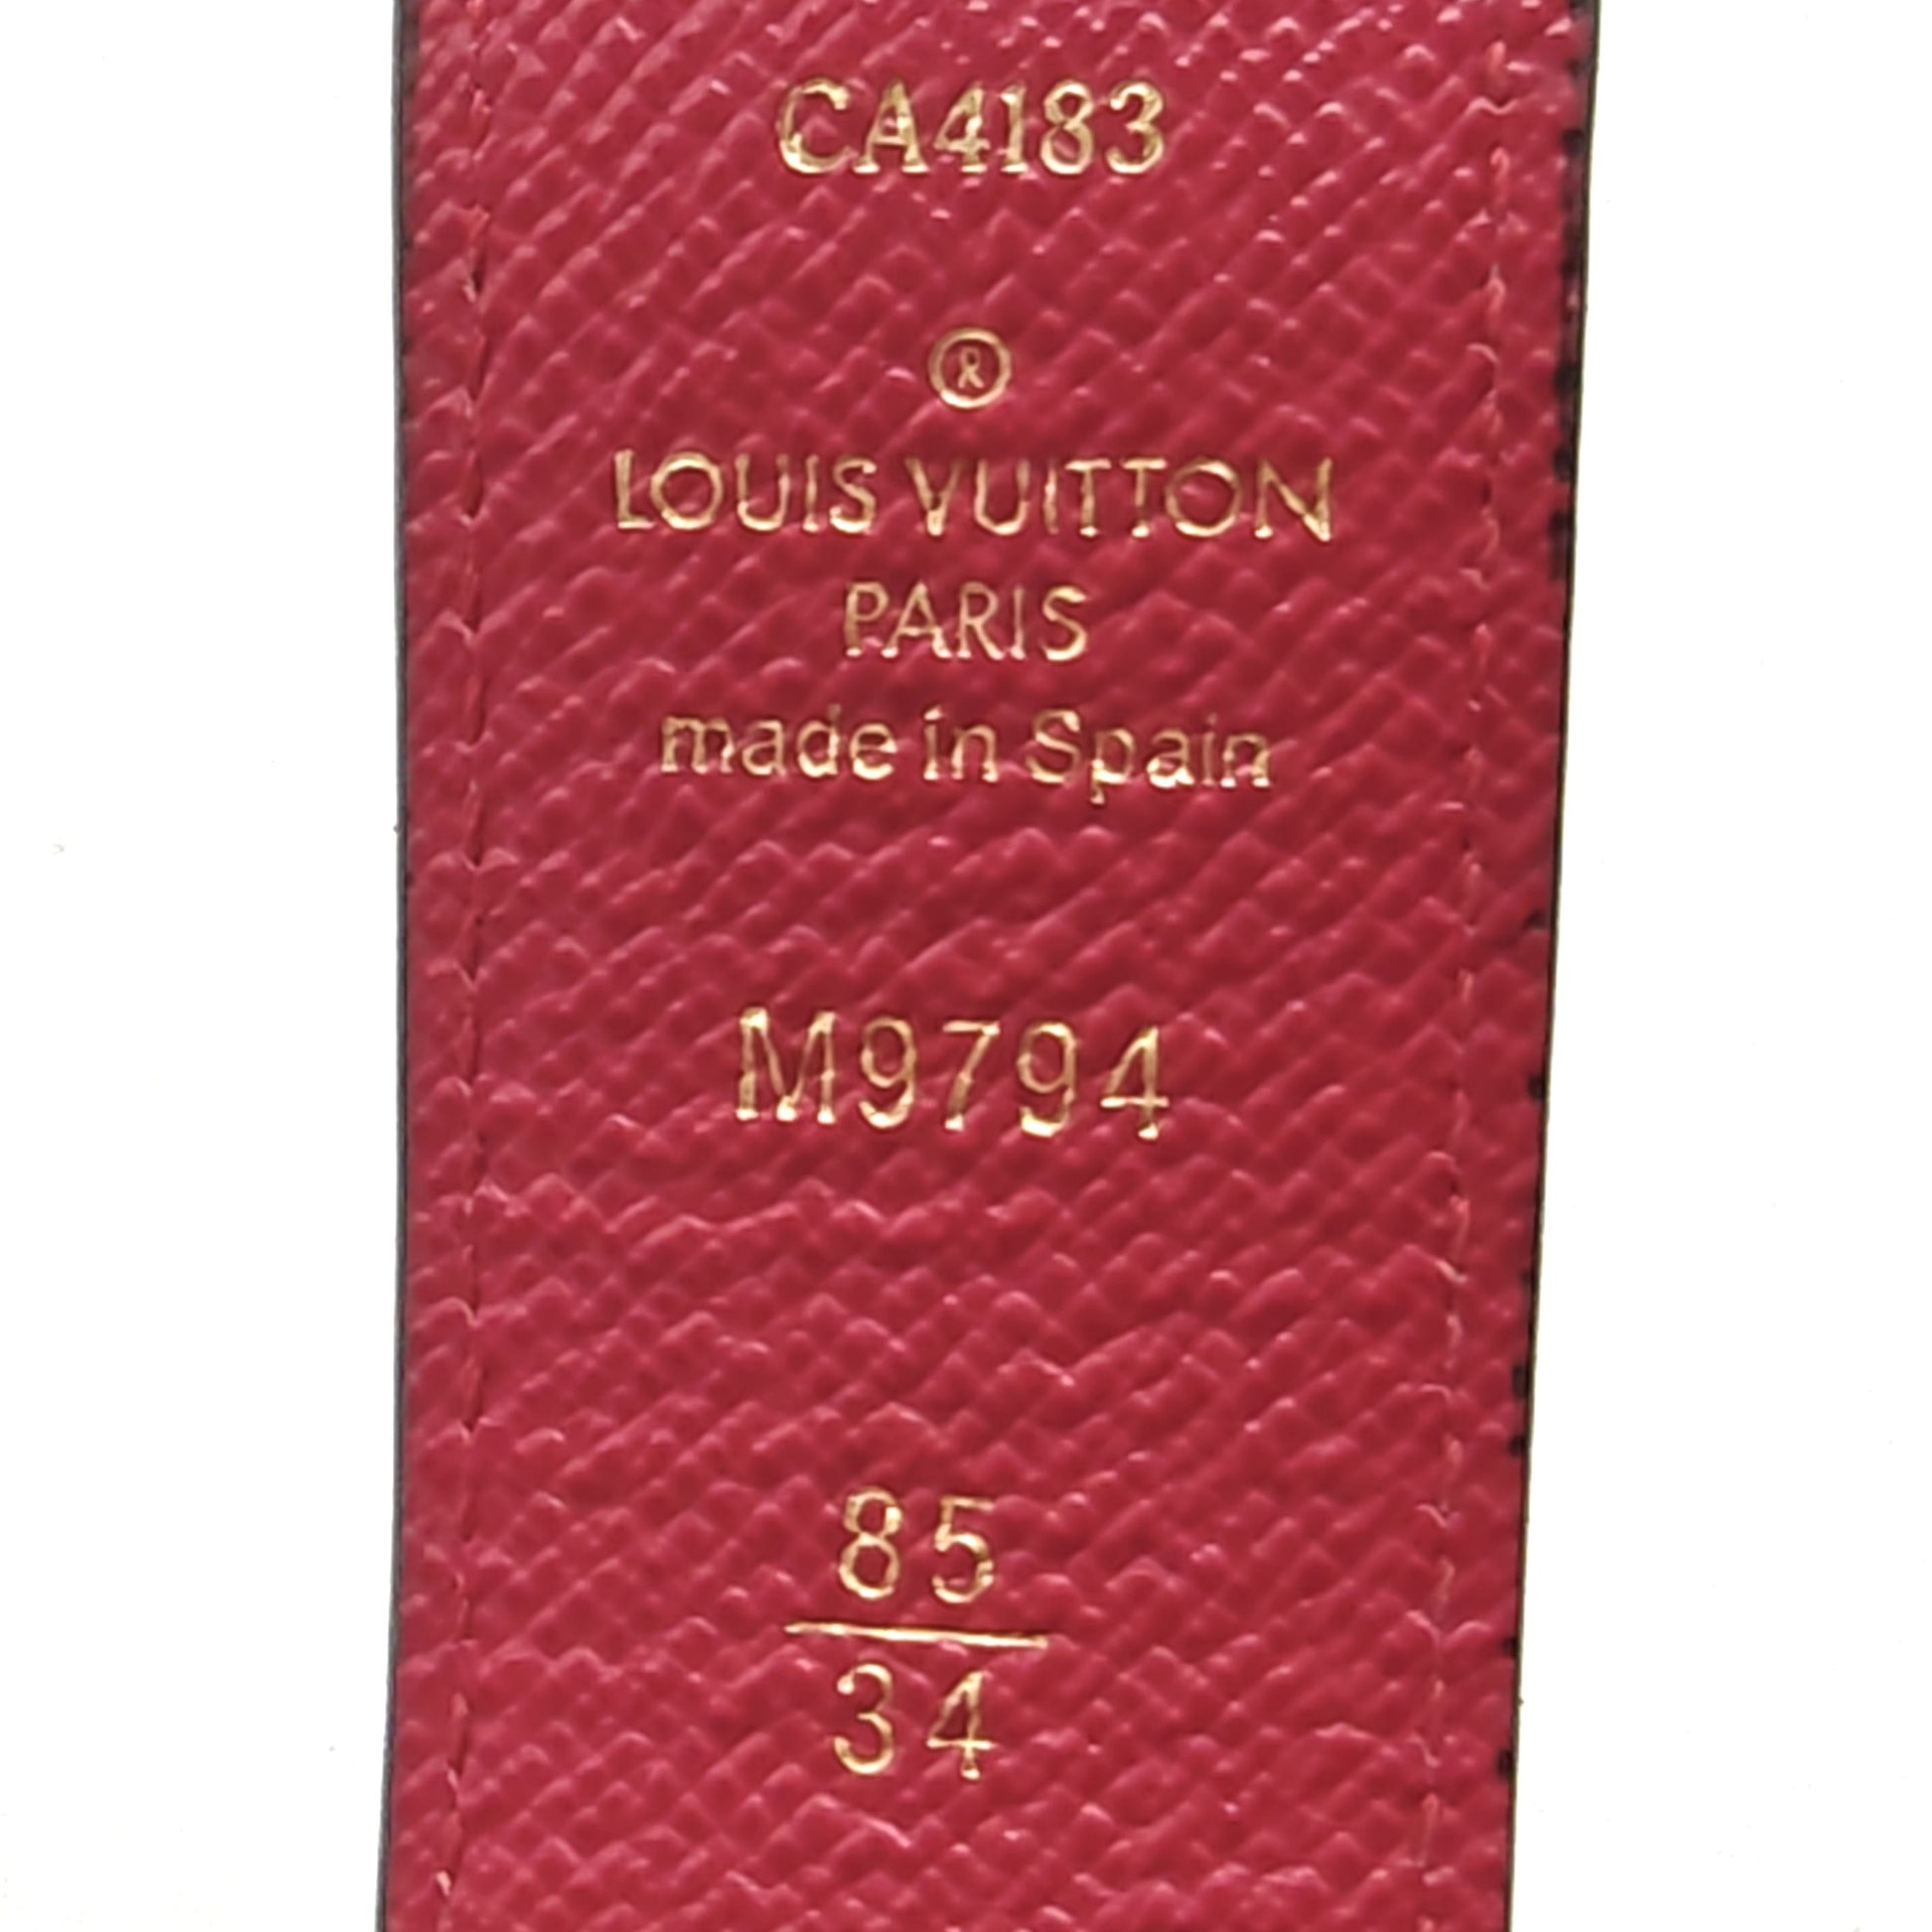 CA4183
®
LOUIS VUITTON
PARIS
made in Spain
M9794
85
34